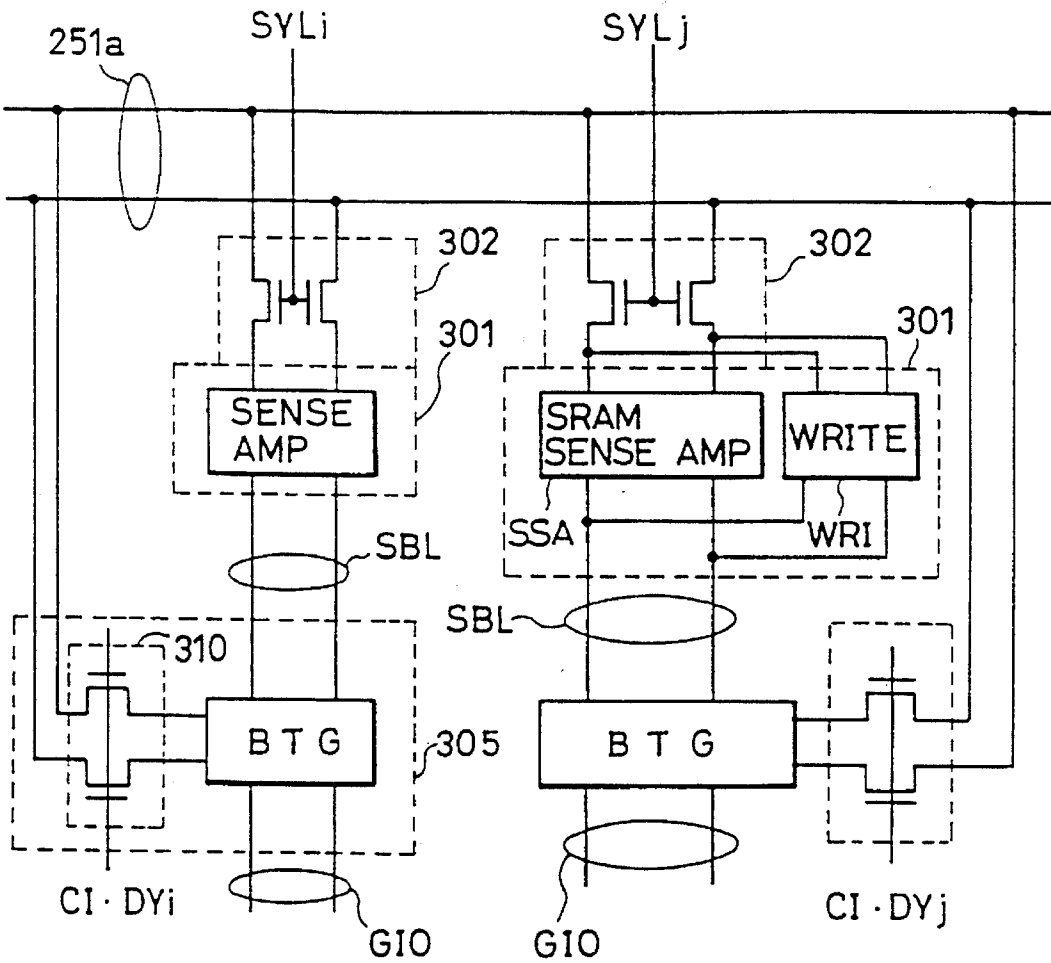 SYLi
SYLj
251a
302
302
301
301
SENSE
AMP
SRAM
SENSE AMP
WRITE
SSA
WRI
SBL
SBL
310
BTG
305
BTG
CI·DYi
GIO
GIO
CI·DYj